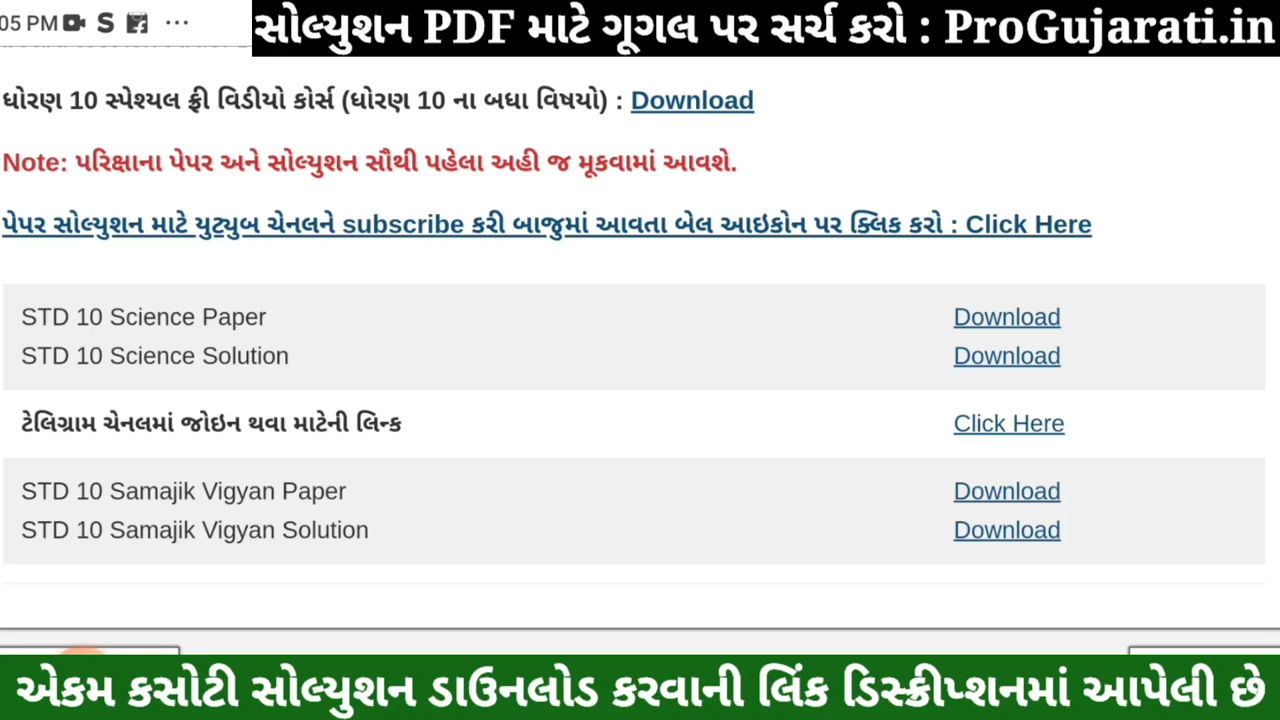 05 PM S ...
સોલ્યુશન PDF માટે ગૂગલ પર સર્ચ કરો : ProGujarati.in
ધોરણ 10 સ્પેશ્યલ ફ્રી વિડીયો કોર્સ (ધોરણ 10 ના બધા વિષયો) : Download
Note: પરિક્ષાના પેપર અને સોલ્યુશન સૌથી પહેલા અહી જ મૂકવામાં આવશે.
પેપર સોલ્યુશન માટે યુટ્યુબ ચેનલને subscribe કરી બાજુમાં આવતા બેલ આઇકોન પર ક્લિક કરો : Click Here
STD 10 Science Paper Download
STD 10 Science Solution Download
ટેલિગ્રામ ચેનલમાં જોઇન થવા માટેની લિન્ક Click Here
STD 10 Samajik Vigyan Paper Download
STD 10 Samajik Vigyan Solution Download
એકમ કસોટી સોલ્યુશન ડાઉનલોડ કરવાની લિંક ડિસ્ક્રીપ્શનમાં આપેલી છે